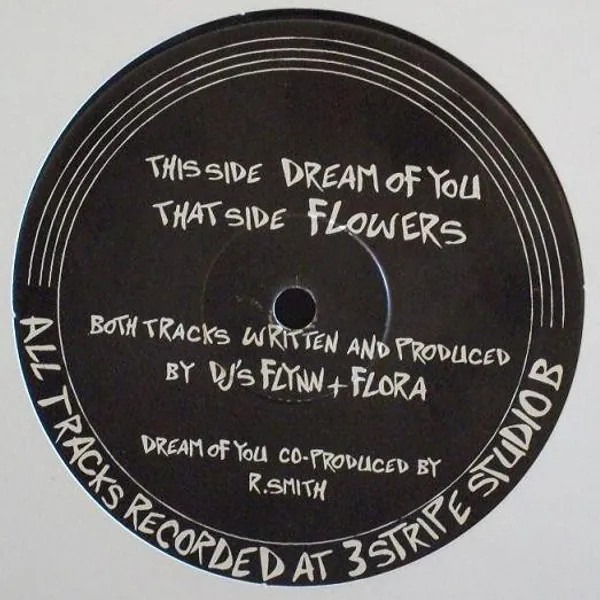 THIS SIDE DREAM OF YOU
THAT SIDE FLOWERS
BOTH TRACKS WRITTEN AND PRODUCED
BY DJ'S FLYNN + FLORA
DREAM OF YOU CO-PRODUCED BY
R.SMITH
ALL TRACKS RECORDED AT 3 STRIPE STUDIO B